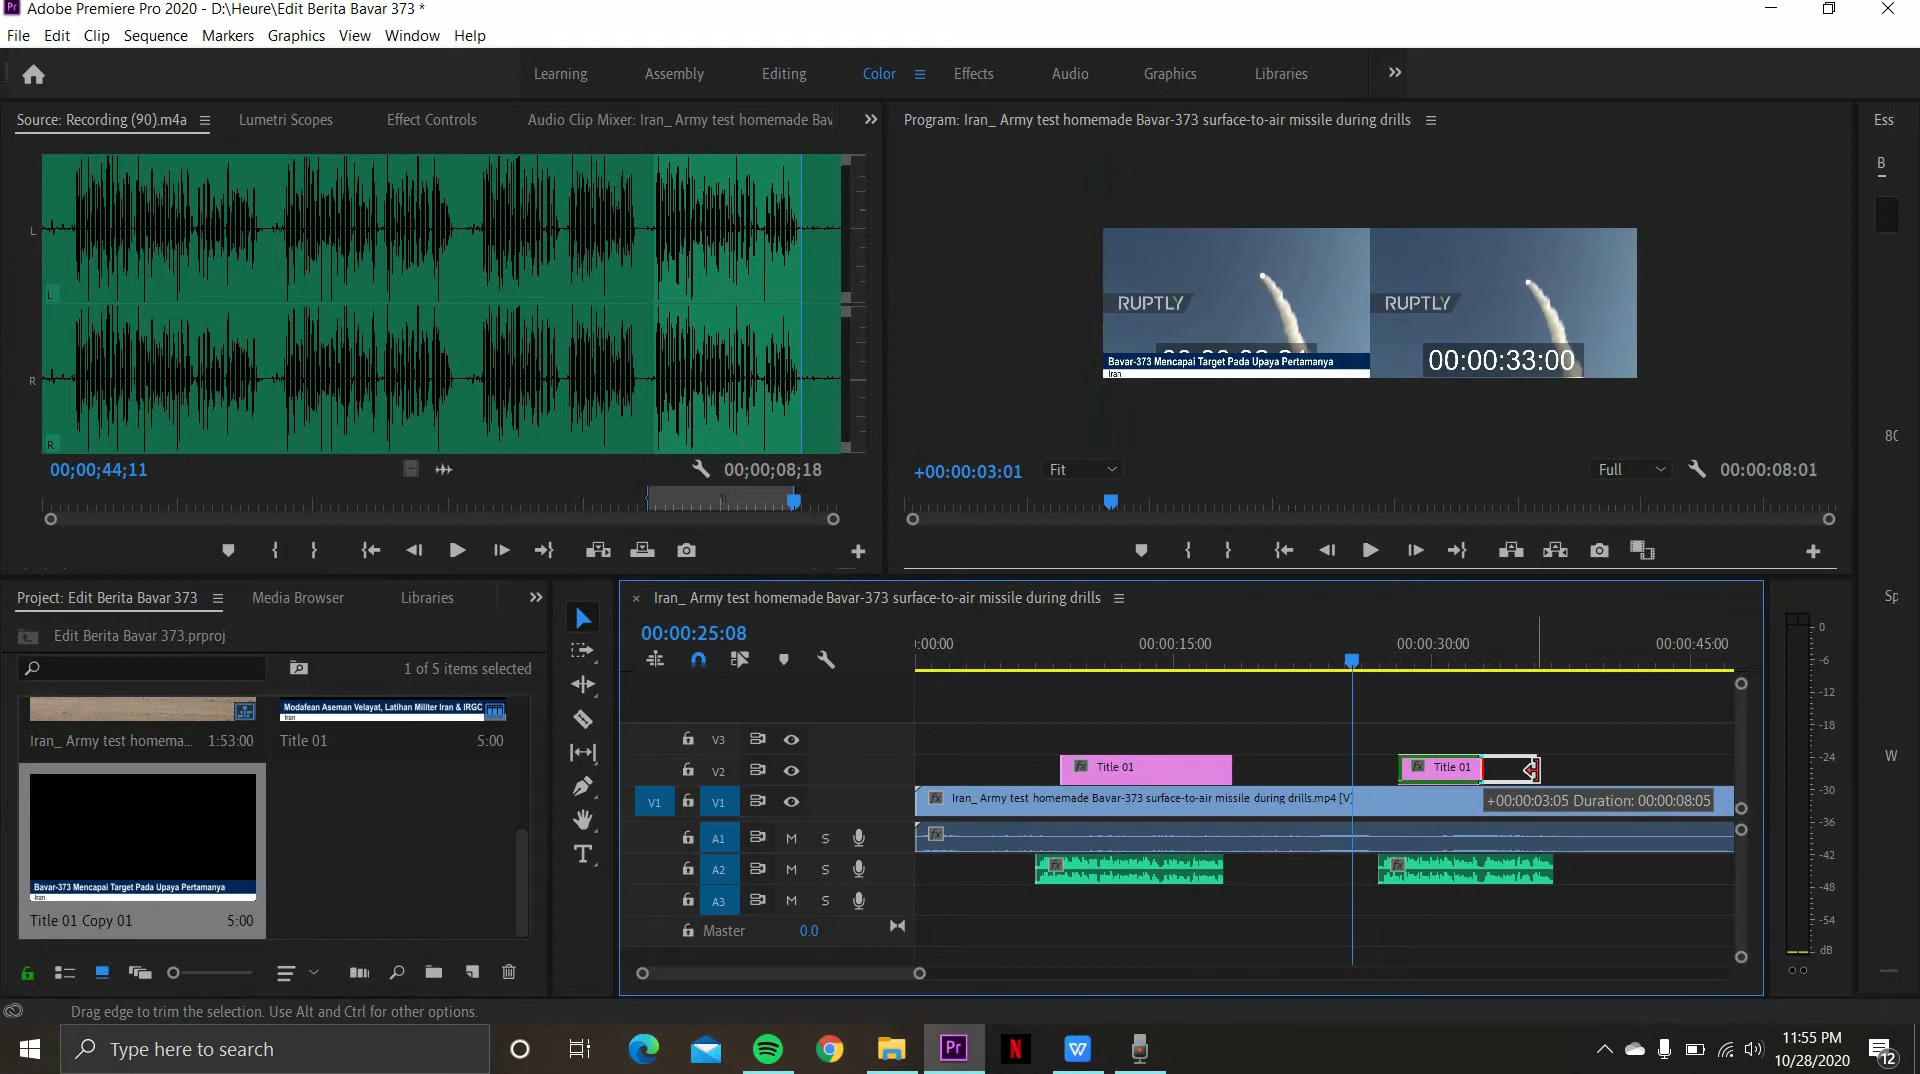 Adobe Premiere Pro 2020 - D:\Heure\Edit Berita Bavar 373 *
File Edit Clip Sequence Markers Graphics View Window Help
Learning Assembly Editing Color Effects Audio Graphics Libraries
Source: Recording (90).m4a Lumetri Scopes Effect Controls Audio Clip Mixer: Iran_ Army test homemade Bav
Program: Iran_ Army test homemade Bavar-373 surface-to-air missile during drills
Ess
B
L
L
R
R
RUPTLY
Bavar-373 Mencapai Target Pada Upaya Pertamanya
Iran
RUPTLY
00:00:33:00
80
00;00;44;11 00;00;08;18
+00:00:03:01 Fit Full 00:00:08:01
Project: Edit Berita Bavar 373 Media Browser Libraries
Edit Berita Bavar 373.prproj
1 of 5 items selected
Modafean Aseman Velayat, Latihan Militer Iran & IRGC
Iran
Iran_ Army test homema... 1:53:00 Title 01 5:00
Bavar-373 Mencapai Target Pada Upaya Pertamanya
Iran
Title 01 Copy 01 5:00
Iran_ Army test homemade Bavar-373 surface-to-air missile during drills
Sp
00:00:25:08
:00:00 00:00:15:00 00:00:30:00 00:00:45:00
V3
V2 fx Title 01 fx Title 01
W
V1 V1 fx Iran_ Army test homemade Bavar-373 surface-to-air missile during drills.mp4 [V]
+00:00:03:05 Duration: 00:00:08:05
A1 M S fx
A2 M S fx fx
A3 M S
Master 0.0
0
-6
-12
-18
-24
-30
-36
-42
-48
-54
dB
Drag edge to trim the selection. Use Alt and Ctrl for other options.
Type here to search
11:55 PM
10/28/2020
12